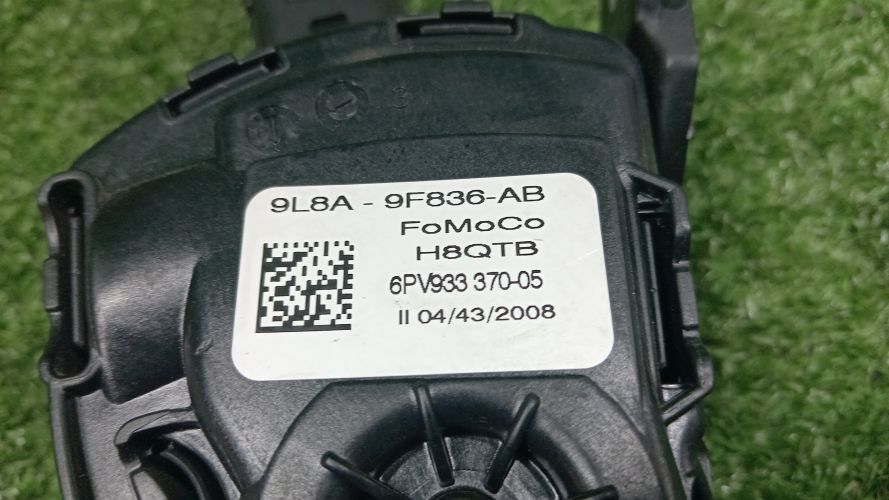 9L8A - 9F836-AB
FoMoCo
H8QTB
6PV933 370-05
II 04/43/2008